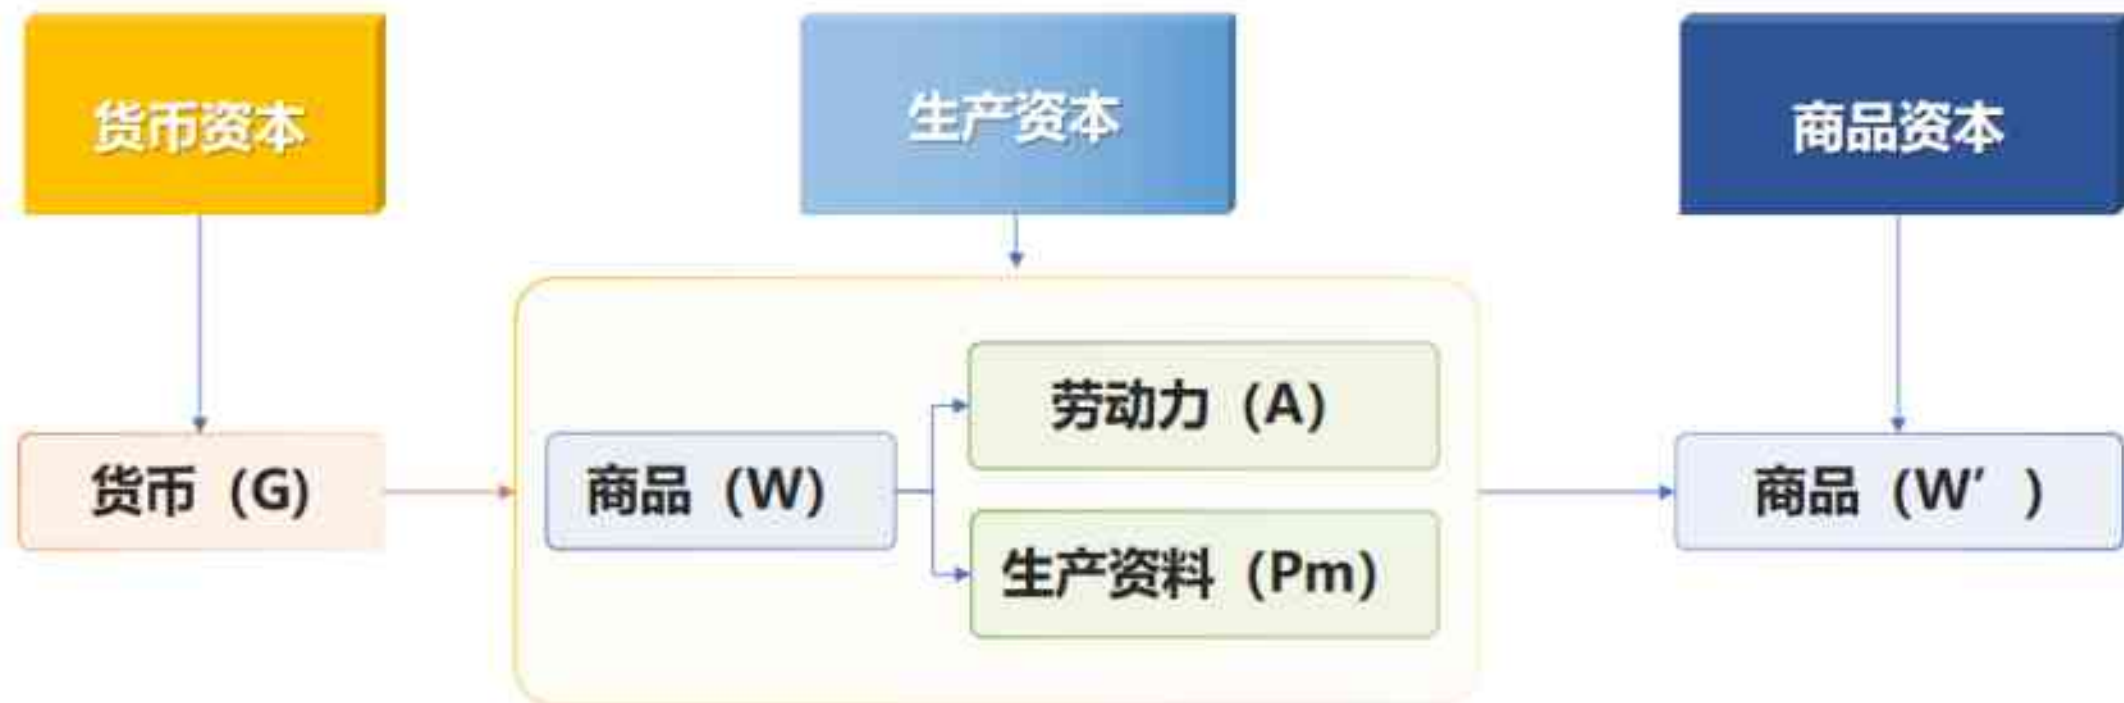 货币资本
生产资本
商品资本
劳动力（A）
货币（G)
商品（W）
商品（W′ ）
生产资料（Pm）